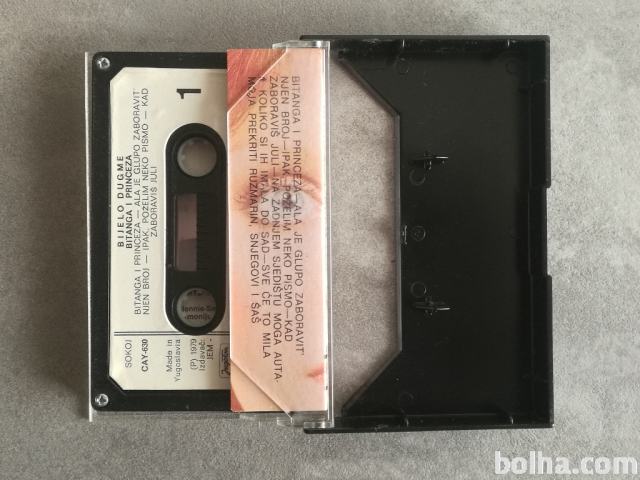 1
BIJELO DUGME
BITANGA I PRINCEZA
BITANGA I PRINCEZA — ALA JE GLUPO ZABORAVIT
NJEN BROJ — IPAK, POŽELIM NEKO PISMO — KAD
ZABORAVIŠ JULI
SOKOJ
CAY-630
Made in
Yugoslavia
(P) 1979
Izdavač:
JEM -
BITANGA I PRINCEZA—ALA JE GLUPO ZABORAVIT'
NJEN BROJ—IPAK, POŽELIM NEKO PISMO—KAD
ZABORAVIŠ JULI—NA ZADNJEM SJEDIŠTU MOGA AUTA-
* KOLIKO SI IH IMALA DO SAD—SVE ĆE TO MILA
MOJA PREKRITI RUZMARIN, SNJEGOVI I ŠAŠ
bolha.com